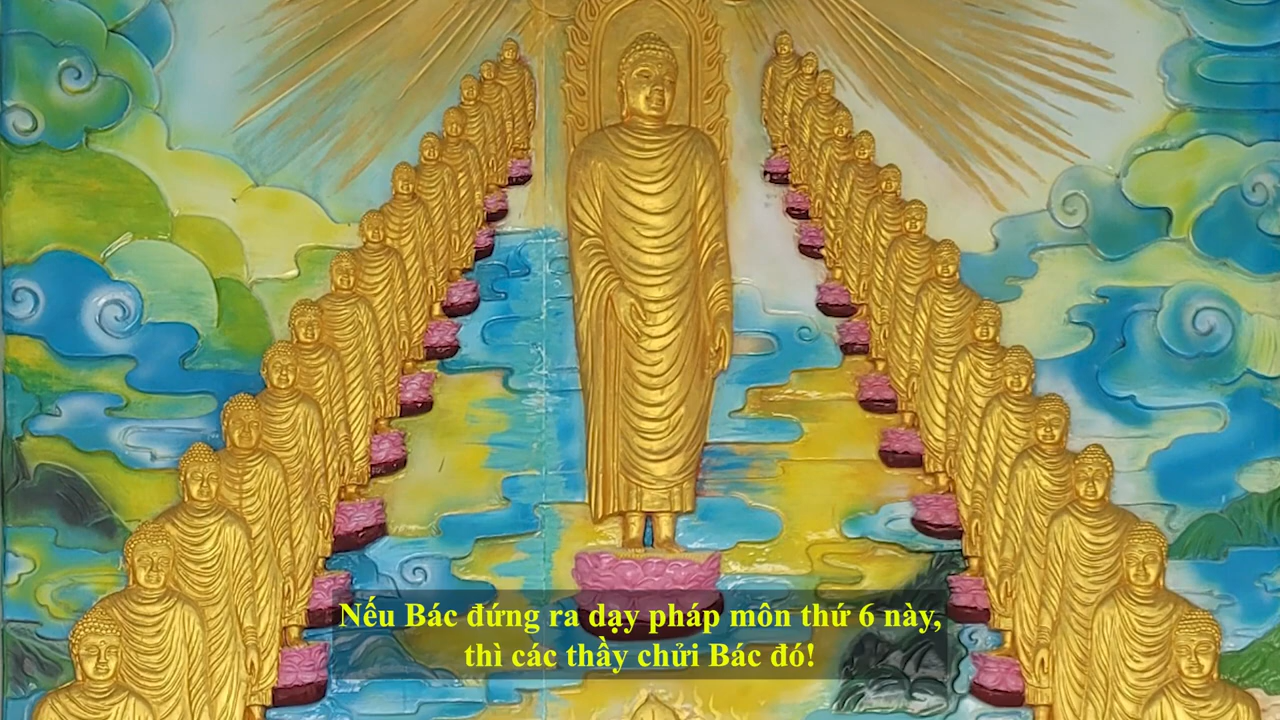 Nếu Bác đứng ra dạy pháp môn thứ 6 này,
thì các thầy chửi Bác đó!